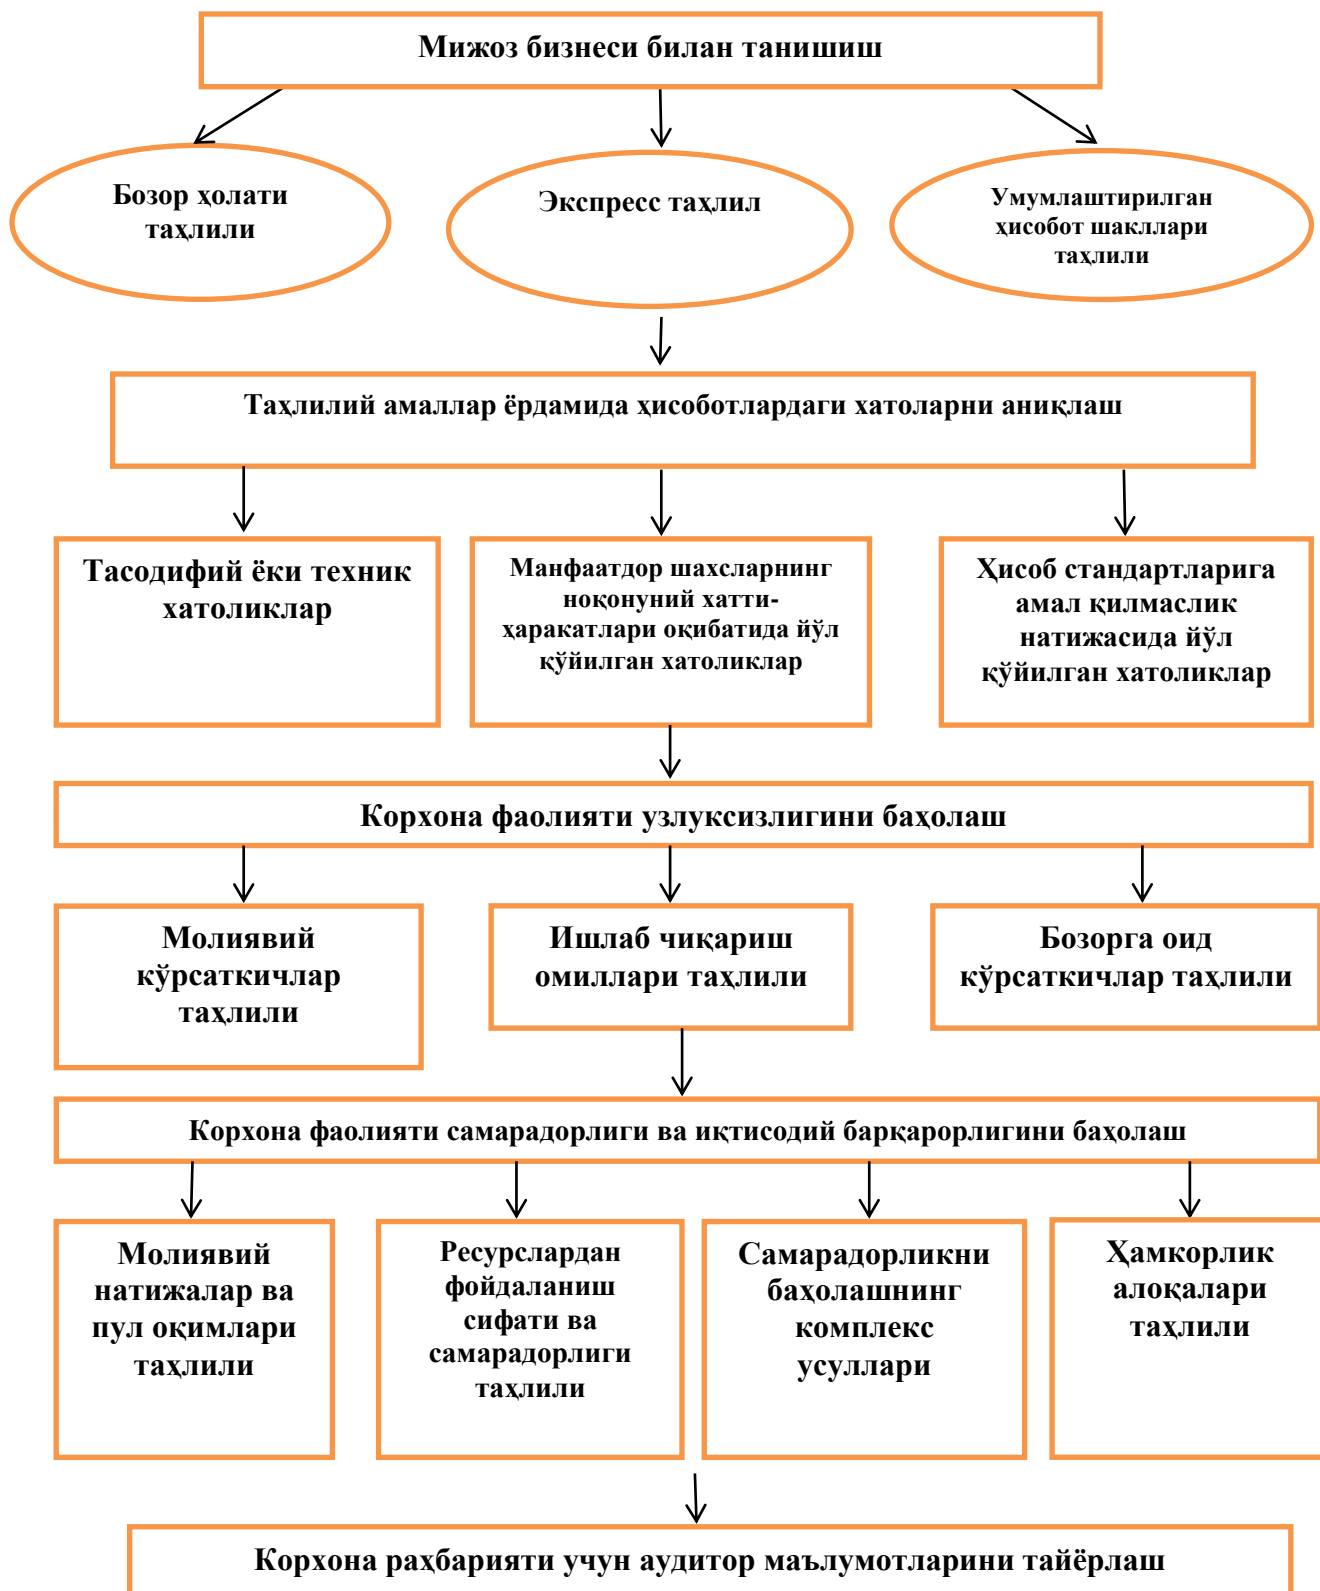 Мижоз бизнеси билан танишиш
Бозор ҳолати
таҳлили
Экспресс таҳлил
Умумлаштирилган
ҳисобот шакллари
таҳлили
Таҳлилий амаллар ёрдамида ҳисоботлардаги хатоларни аниқлаш
Тасодифий ёки техник
хатоликлар
Манфаатдор шахсларнинг
ноқонуний хатти-
ҳаракатлари оқибатида йўл
қўйилган хатоликлар
Ҳисоб стандартларига
амал қилмаслик
натижасида йўл
қўйилган хатоликлар
Корхона фаолияти узлуксизлигини баҳолаш
Молиявий
кўрсаткичлар
таҳлили
Ишлаб чиқариш
омиллари таҳлили
Бозорга оид
кўрсаткичлар таҳлили
Корхона фаолияти самарадорлиги ва иқтисодий барқарорлигини баҳолаш
Молиявий
натижалар ва
пул оқимлари
таҳлили
Ресурслардан
фойдаланиш
сифати ва
самарадорлиги
таҳлили
Самарадорликни
баҳолашнинг
комплекс
усуллари
Ҳамкорлик
алоқалари
таҳлили
Корхона раҳбарияти учун аудитор маълумотларини тайёрлаш